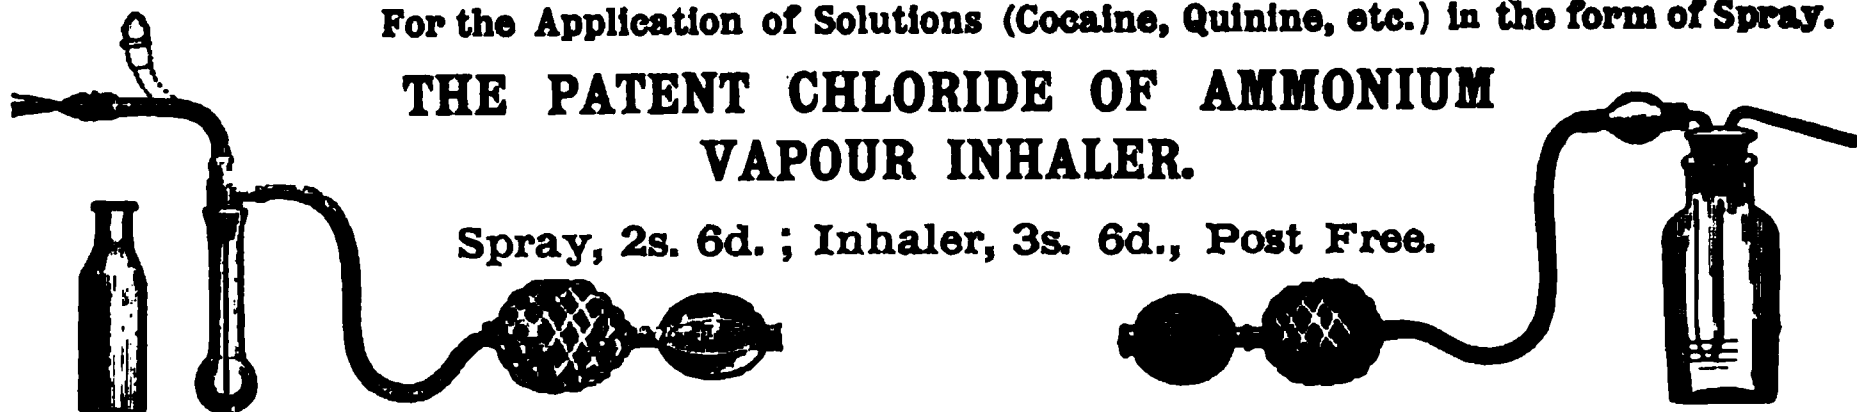 For the Application of Solutions (Cocaine, Quinine, etc.) in the form of Spray.
THE PATENT CHLORIDE OF AMMONIUM
VAPOUR INHALER.
Spray, 2s. 6d.; Inhaler, 3s. 6d., Post Free.